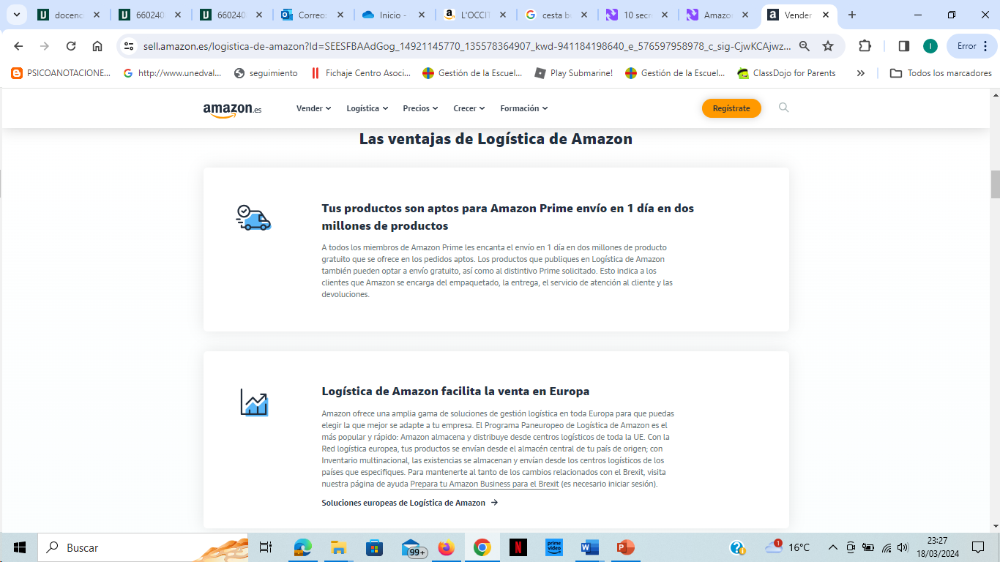 docenc
660240
660240
Correo:
Inicio -
L'OCCIT
cesta b
10 secr
Amazo
Vender
sell.amazon.es/logistica-de-amazon?Id=SEESFBAAdGog_14921145770_135578364907_kwd-941184198640_e_576597958978_c_sig-CjwKCAjwz...
I
Error
PSICOANOTACIONE...
http://www.unedval...
seguimiento
Fichaje Centro Asoci...
Gestión de la Escuel...
Play Submarine!
Gestión de la Escuel...
ClassDojo for Parents
»
Todos los marcadores
amazon.es
Vender
Logística
Precios
Crecer
Formación
Regístrate
Las ventajas de Logística de Amazon
Tus productos son aptos para Amazon Prime envío en 1 día en dos
millones de productos
A todos los miembros de Amazon Prime les encanta el envío en 1 día en dos millones de producto
gratuito que se ofrece en los pedidos aptos. Los productos que publiques en Logística de Amazon
también pueden optar a envío gratuito, así como al distintivo Prime solicitado. Esto indica a los
clientes que Amazon se encarga del empaquetado, la entrega, el servicio de atención al cliente y las
devoluciones.
Logística de Amazon facilita la venta en Europa
Amazon ofrece una amplia gama de soluciones de gestión logística en toda Europa para que puedas
elegir la que mejor se adapte a tu empresa. El Programa Paneuropeo de Logística de Amazon es el
más popular y rápido: Amazon almacena y distribuye desde centros logísticos de toda la UE. Con la
Red logística europea, tus productos se envían desde el almacén central de tu país de origen; con
Inventario multinacional, las existencias se almacenan y envían desde los centros logísticos de los
países que especifiques. Para mantenerte al tanto de los cambios relacionados con el Brexit, visita
nuestra página de ayuda Prepara tu Amazon Business para el Brexit (es necesario iniciar sesión).
Soluciones europeas de Logística de Amazon →
Buscar
99+
N
prime video
W
P
1
16°C
23:27
18/03/2024